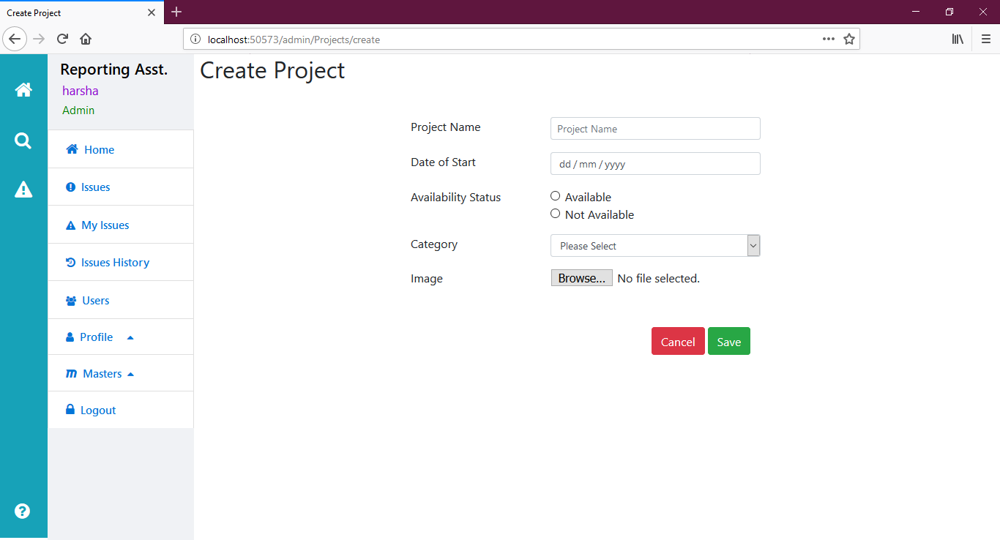 Create Project
localhost:50573/admin/Projects/create
Reporting Asst.
harsha
Admin
Home
Issues
My Issues
Issues History
Users
Profile
Masters
Logout
Create Project
Project Name Project Name
Date of Start dd / mm / yyyy
Availability Status Available
Not Available
Category Please Select
Image Browse... No file selected.
Cancel Save